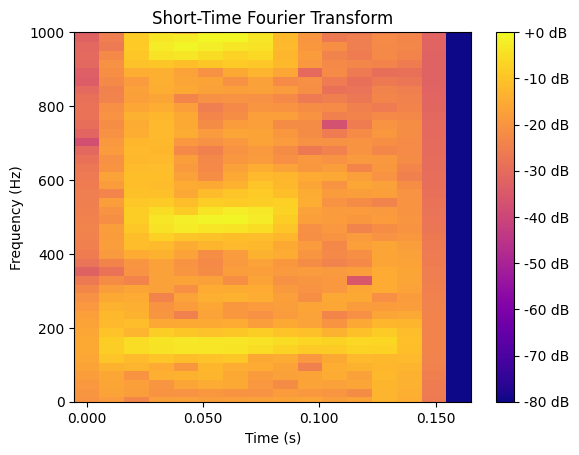 Short-Time Fourier Transform
1000
800
600
400
200
0
Frequency (Hz)
0.000
0.050
0.100
0.150
Time (s)
+0 dB
-10 dB
-20 dB
-30 dB
-40 dB
-50 dB
-60 dB
-70 dB
-80 dB